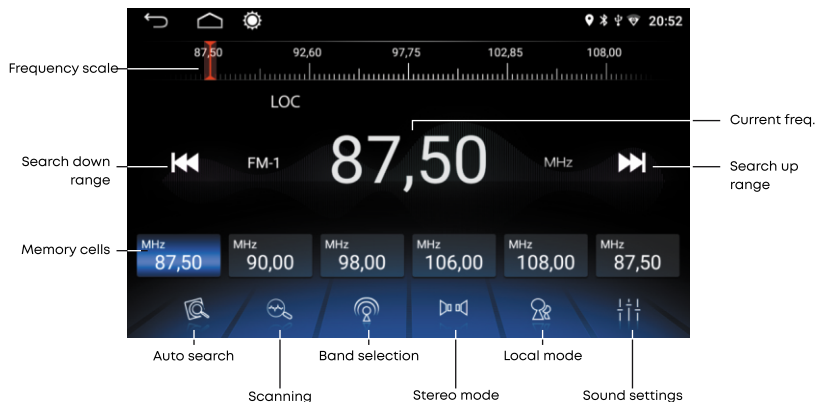 20:52
87,50 92,60 97,75 102,85 108,00
Frequency scale
LOC
Current freq.
Search down
range
FM-1 87,50 MHz
Search up
range
Memory cells
MHz MHz MHz MHz MHz MHz
87,50 90,00 98,00 106,00 108,00 87,50
Auto search Band selection Local mode
Scanning Stereo mode Sound settings